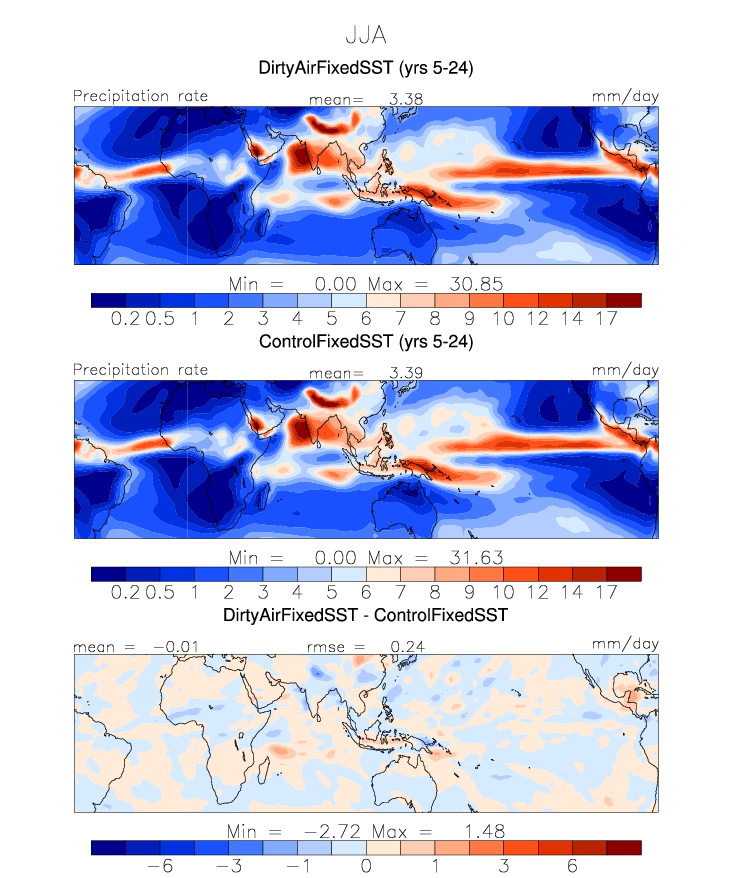 JJA
DirtyAirFixedSST (yrs 5-24)
Precipitation rate mean= 3.38 mm/day
Min = 0.00 Max = 30.85
0.2 0.5 1 2 3 4 5 6 7 8 9 10 12 14 17
ControlFixedSST (yrs 5-24)
Precipitation rate mean= 3.39 mm/day
Min = 0.00 Max = 31.63
0.2 0.5 1 2 3 4 5 6 7 8 9 10 12 14 17
DirtyAirFixedSST - ControlFixedSST
mean = -0.01 rmse = 0.24 mm/day
Min = -2.72 Max = 1.48
-6 -3 -1 0 1 3 6